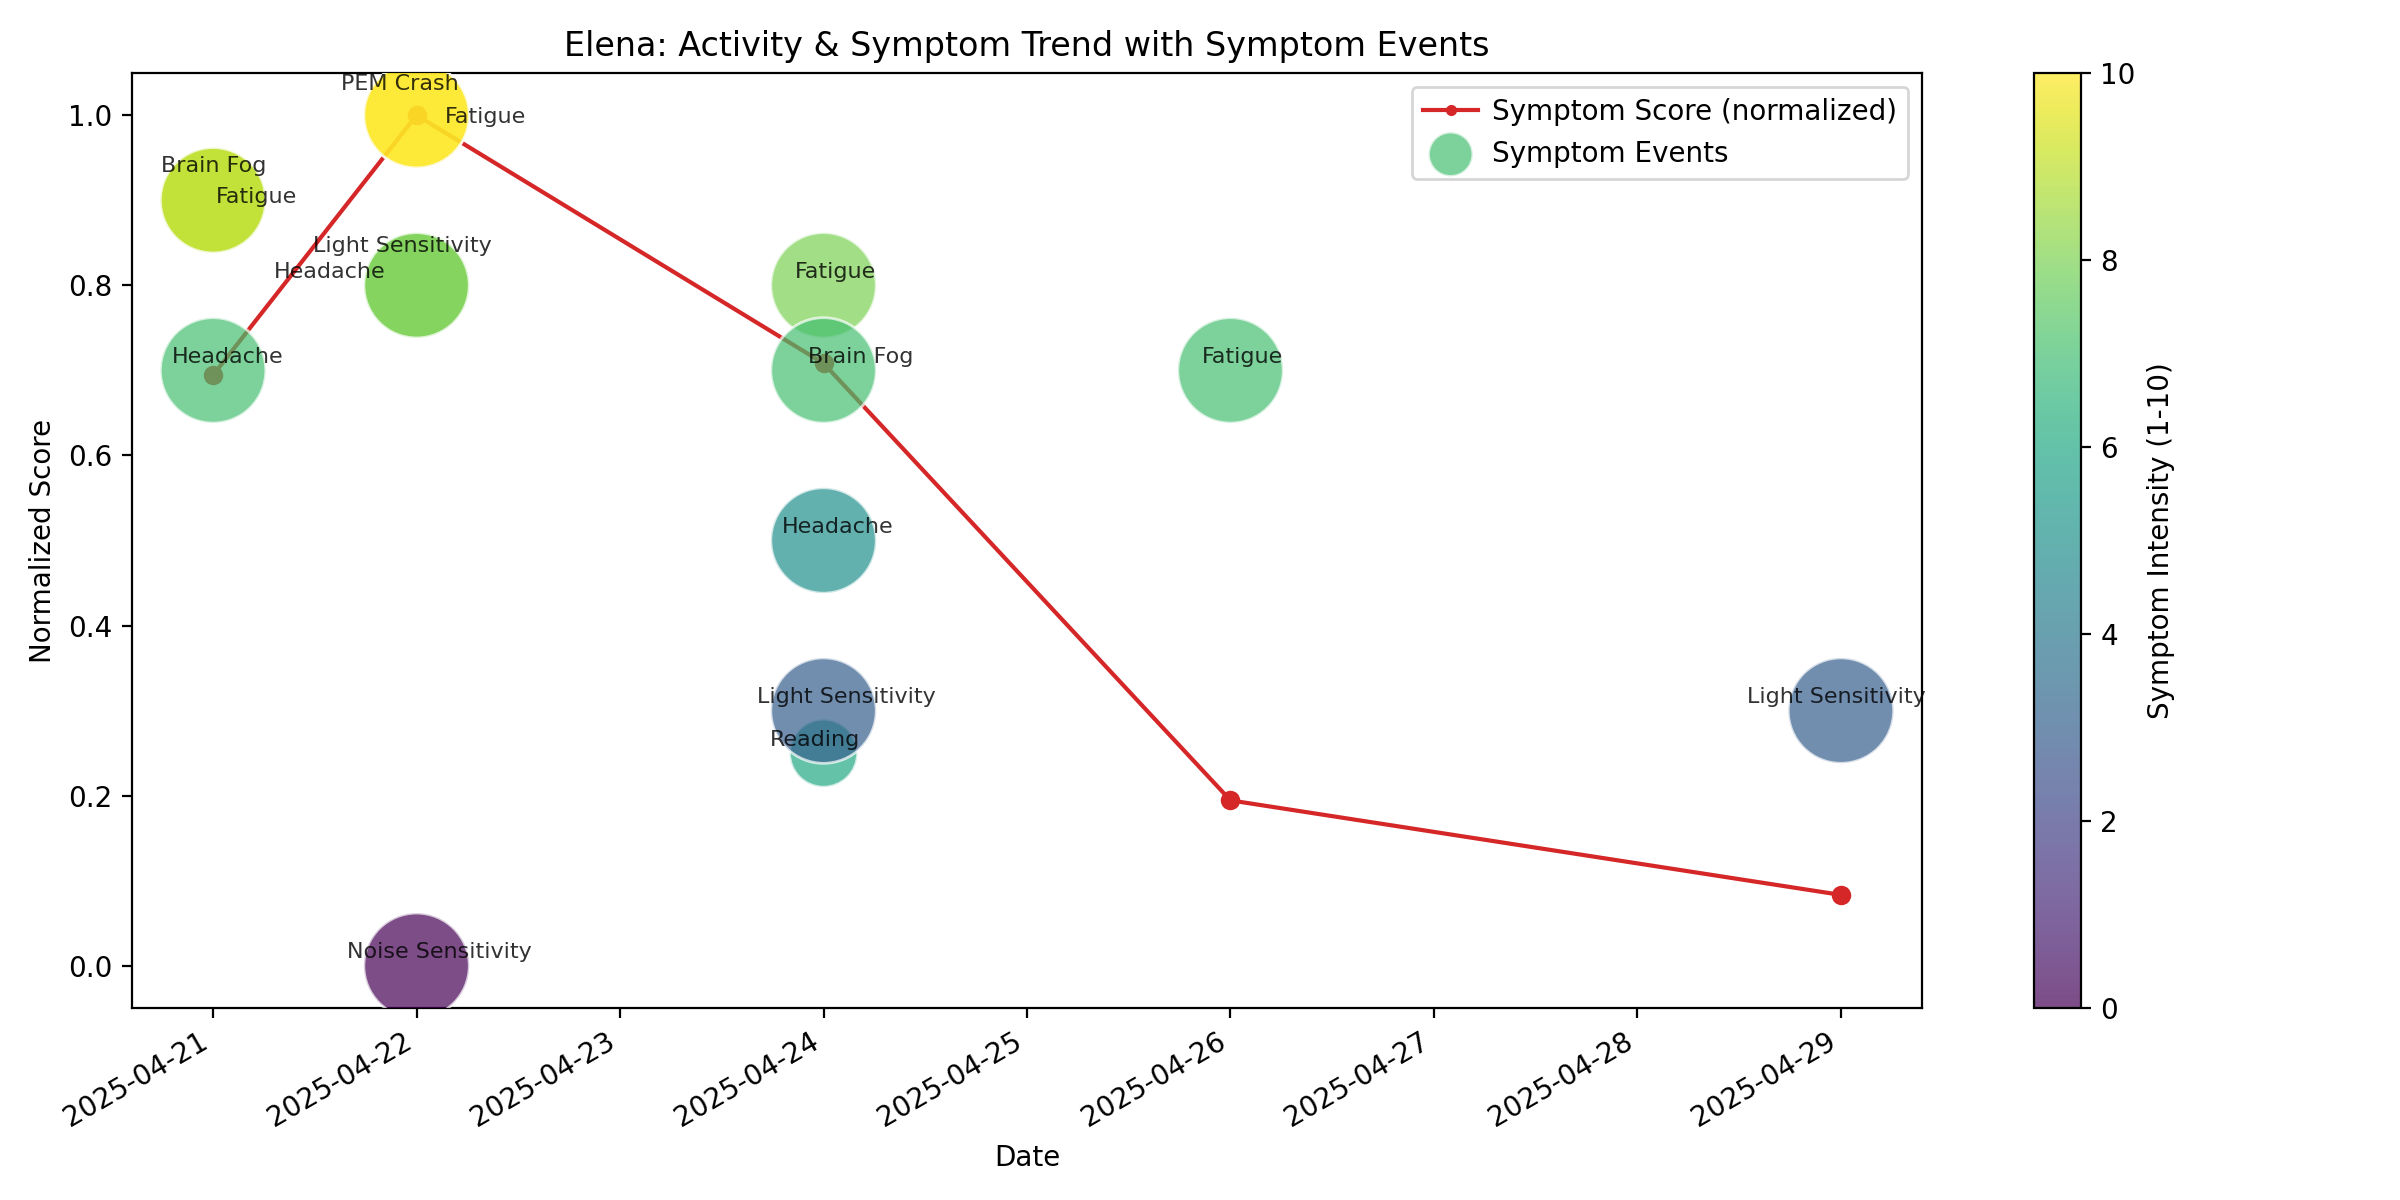 Elena: Activity & Symptom Trend with Symptom Events
Symptom Score (normalized)
Symptom Events
PEM Crash
Fatigue
Brain Fog
Fatigue
Light Sensitivity
Headache
Headache
Fatigue
Brain Fog
Fatigue
Headache
Light Sensitivity
Reading
Light Sensitivity
Noise Sensitivity
Normalized Score
1.0
0.8
0.6
0.4
0.2
0.0
2025-04-21
2025-04-22
2025-04-23
2025-04-24
2025-04-25
2025-04-26
2025-04-27
2025-04-28
2025-04-29
Date
10
8
6
4
2
0
Symptom Intensity (1-10)